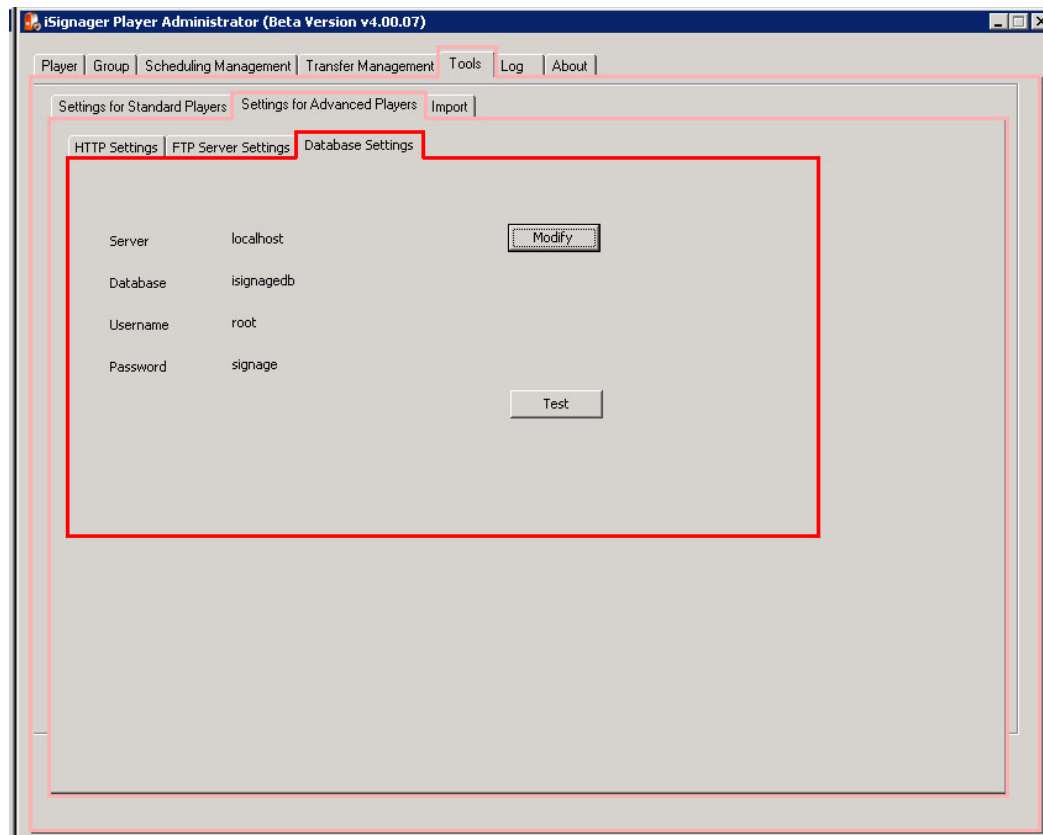 iSignager Player Administrator (Beta Version v4.00.07)
Player Group Scheduling Management Transfer Management Tools Log About
Settings for Standard Players Settings for Advanced Players Import
HTTP Settings FTP Server Settings Database Settings
Server localhost Modify
Database isignagedb
Username root
Password signage
Test